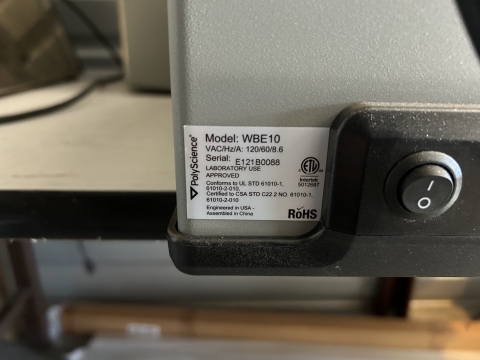 PolyScience
Model: WBE10
VAC/Hz/A: 120/60/8.6
Serial: E121B0088
LABORATORY USE
APPROVED
Conforms to UL STD 61010-1,
61010-2-010,
Certified to CSA STD C22.2 NO. 61010-1,
61010-2-010
Engineered in USA -
Assembled in China
ETL
Intertek
5012687
RoHS